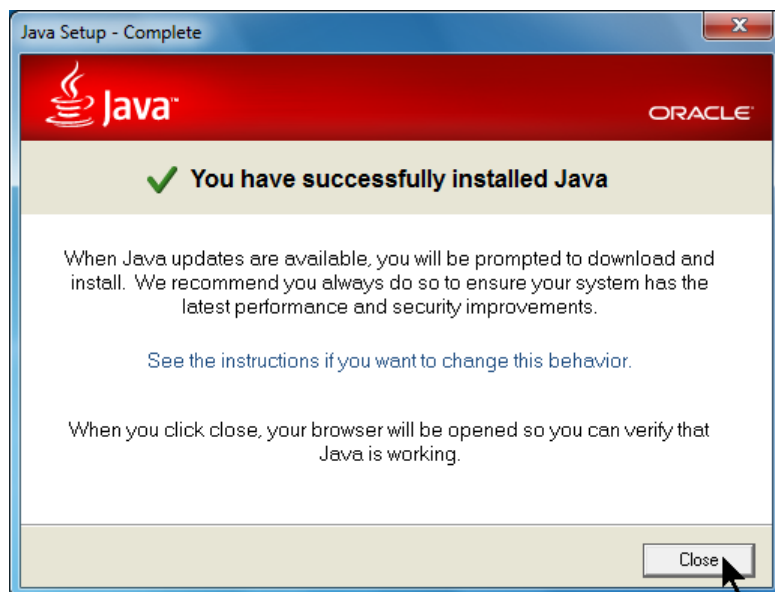 Java Setup - Complete
Java™
ORACLE®
You have successfully installed Java
When Java updates are available, you will be prompted to download and
install. We recommend you always do so to ensure your system has the
latest performance and security improvements.
See the instructions if you want to change this behavior.
When you click close, your browser will be opened so you can verify that
Java is working.
Close